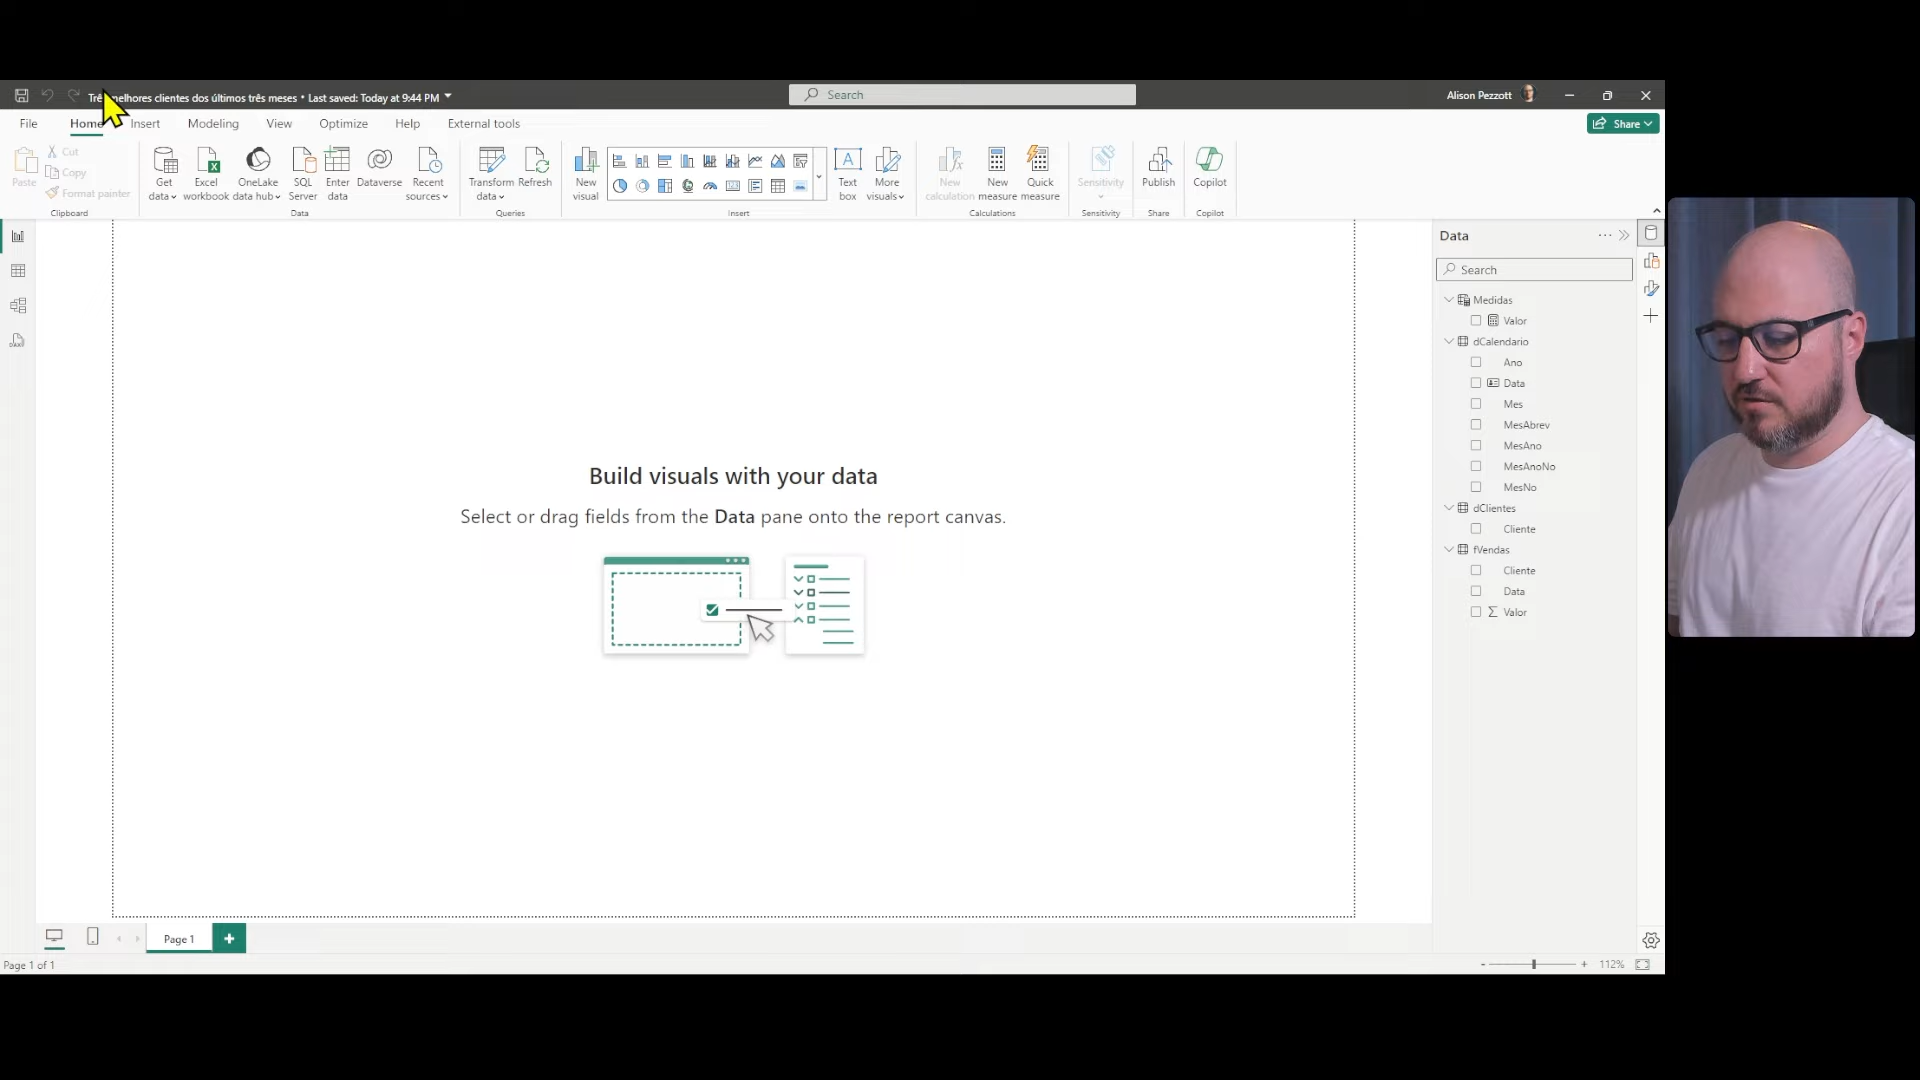 Trê melhores clientes dos últimos três meses • Last saved: Today at 9:44 PM
Search
Alison Pezzott
File Home Insert Modeling View Optimize Help External tools
Share
Paste
Cut
Copy
Format painter
Clipboard
Get data
Excel workbook
OneLake data hub
SQL Server
Enter data
Dataverse
Recent sources
Data
Transform data
Refresh
Queries
New visual
Text box
More visuals
Insert
New calculation
New measure
Quick measure
Calculations
Sensitivity
Sensitivity
Publish
Share
Copilot
Copilot
Build visuals with your data
Select or drag fields from the Data pane onto the report canvas.
Data
Search
Medidas
Valor
dCalendario
Ano
Data
Mes
MesAbrev
MesAno
MesAnoNo
MesNo
dClientes
Cliente
fVendas
Cliente
Data
Valor
Page 1
Page 1 of 1
112%